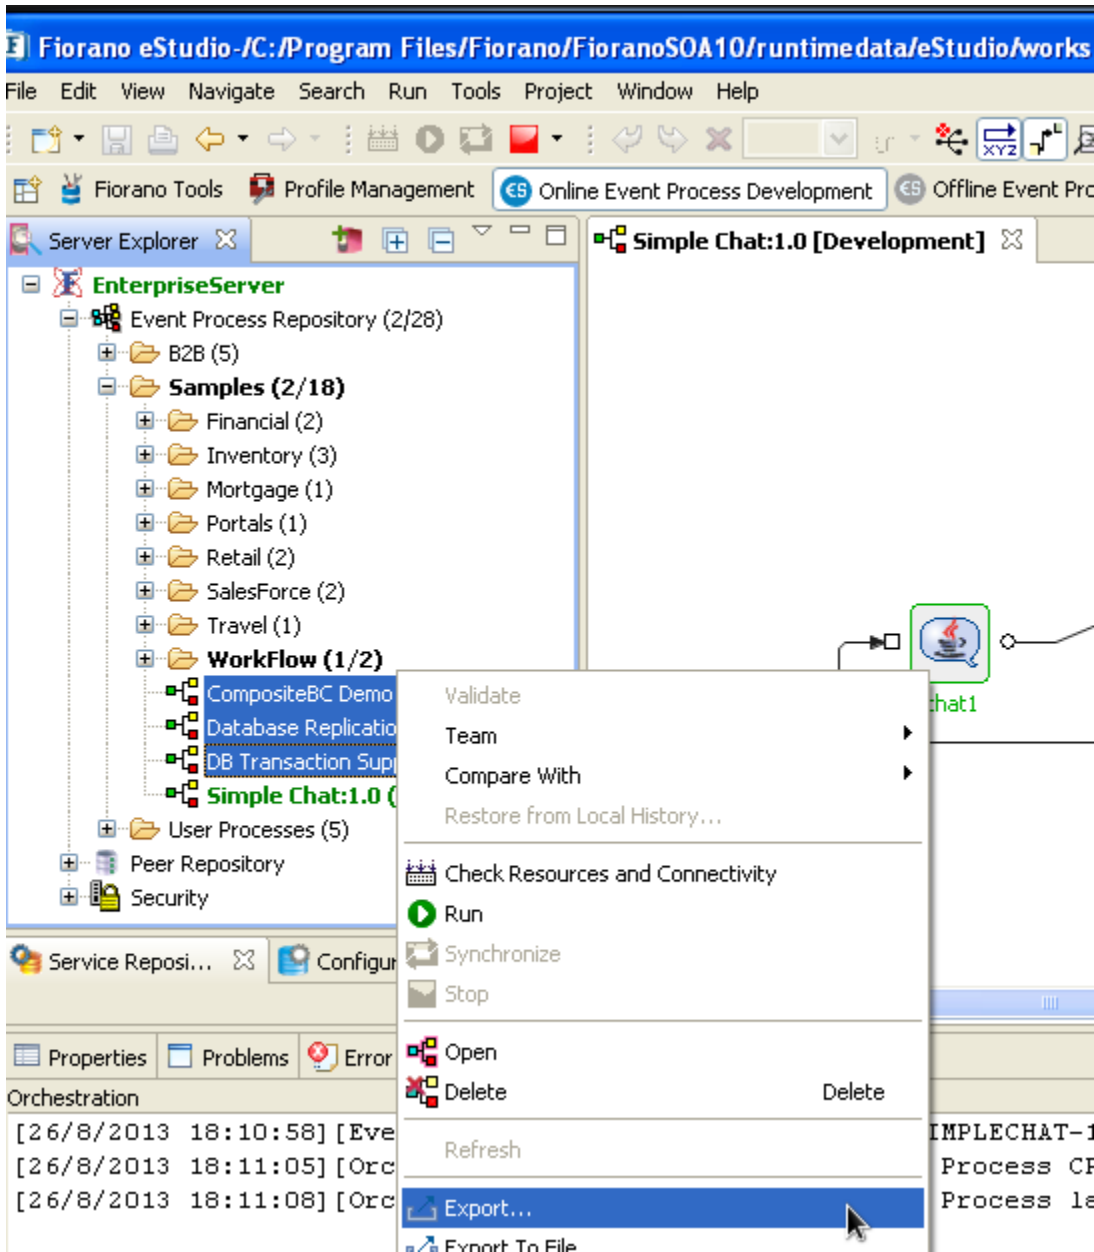 Fiorano eStudio-/C:/Program Files/Fiorano/FioranoSOA10/runtimedata/eStudio/works
File Edit View Navigate Search Run Tools Project Window Help
XYZ
Fiorano Tools Profile Management Online Event Process Development Offline Event Pro
Server Explorer
Simple Chat:1.0 [Development]
EnterpriseServer
Event Process Repository (2/28)
B2B (5)
Samples (2/18)
Financial (2)
Inventory (3)
Mortgage (1)
Portals (1)
Retail (2)
SalesForce (2)
Travel (1)
WorkFlow (1/2)
CompositeBC Demo
Database Replicatio
DB Transaction Sup
Simple Chat:1.0 (
User Processes (5)
Peer Repository
Security
chat1
Validate
Team
Compare With
Restore from Local History...
Check Resources and Connectivity
Run
Synchronize
Stop
Open
Delete Delete
Refresh
Export...
Export To File
Service Reposi... Configur
Properties Problems Error
Orchestration
[26/8/2013 18:10:58][Eve IMPLECHAT-1
[26/8/2013 18:11:05][Orc Process CP
[26/8/2013 18:11:08][Orc Process la